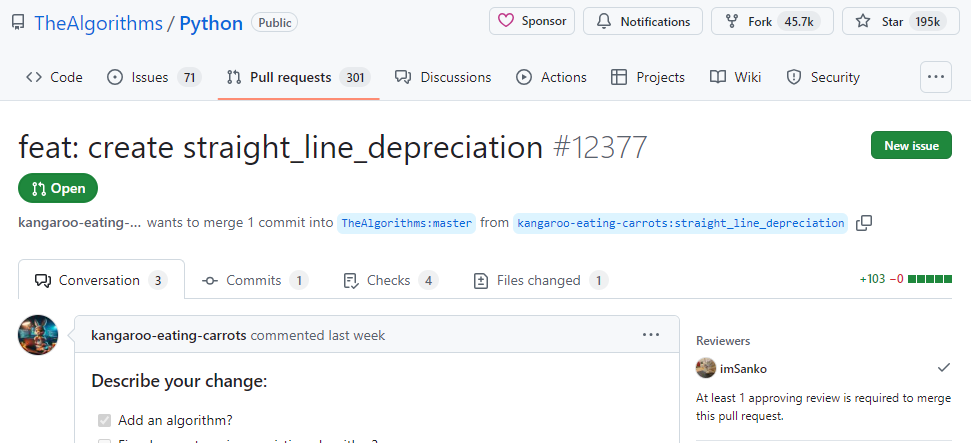 TheAlgorithms / Python Public Sponsor Notifications Fork 45.7k Star 195k
Code Issues 71 Pull requests 301 Discussions Actions Projects Wiki Security ...
feat: create straight_line_depreciation #12377 New issue
Open
kangaroo-eating-... wants to merge 1 commit into TheAlgorithms:master from kangaroo-eating-carrots:straight_line_depreciation
Conversation 3 Commits 1 Checks 4 Files changed 1 +103 −0
kangaroo-eating-carrots commented last week ...
Describe your change:
Add an algorithm?
Reviewers
imSanko
At least 1 approving review is required to merge
this pull request.